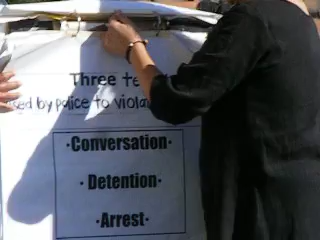 Three
by police to
·Conversation·
·Detention·
·Arrest·